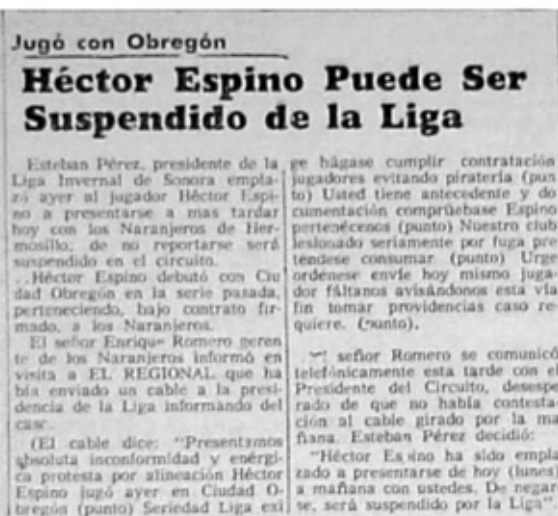 Jugó con Obregón
Héctor Espino Puede Ser
Suspendido de la Liga
Esteban Pérez, presidente de la
Liga Invernal de Sonora empla-
zó ayer al jugador Héctor Espi-
no a presentarse a mas tardar
hoy con los Naranjeros de Her-
mosillo; de no reportarse será
suspendido en el circuito.
..Héctor Espino debutó con Ciu
dad Obregón en la serie pasada,
perteneciendo, bajo contrato fir-
mado, a los Naranjeros.
El señor Enrique Romero geren
te de los Naranjeros informó en
visita a EL REGIONAL que ha
bía enviado un cable a la presi-
dencia de la Liga informando del
caso.
(El cable dice: "Presentamos
absoluta inconformidad y enérgi-
ca protesta por alineación Héctor
Espino jugó ayer en Ciudad O-
bregón (punto) Seriedad Liga exi
ge hágase cumplir contratación
jugadores evitando piratería (pun
to) Usted tiene antecedente y do
cumentación compruébase Espino
pertenécenos (punto) Nuestro club
lesionado seriamente por fuga pre
téndese consumar (punto) Urge
ordénese envíe hoy mismo juga
dor fáltanos avisándonos esta vía
fin tomar providencias caso re
quiere. (punto).
señor Romero se comunicó
telefónicamente esta tarde con el
Presidente del Circuito, desespe
rado de que no había contesta-
ción al cable girado por la ma
ñana. Esteban Pérez decidió:
"Héctor Espino ha sido empla
zado a presentarse de hoy (lunes)
a mañana con ustedes. De negar
se, será suspendido por la Liga"